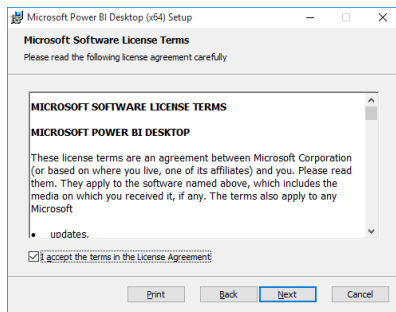 Microsoft Power BI Desktop (x64) Setup
Microsoft Software License Terms
Please read the following license agreement carefully
MICROSOFT SOFTWARE LICENSE TERMS
MICROSOFT POWER BI DESKTOP
These license terms are an agreement between Microsoft Corporation
(or based on where you live, one of its affiliates) and you. Please read
them. They apply to the software named above, which includes the
media on which you received it, if any. The terms also apply to any
Microsoft
• updates,
I accept the terms in the License Agreement
Print Back Next Cancel